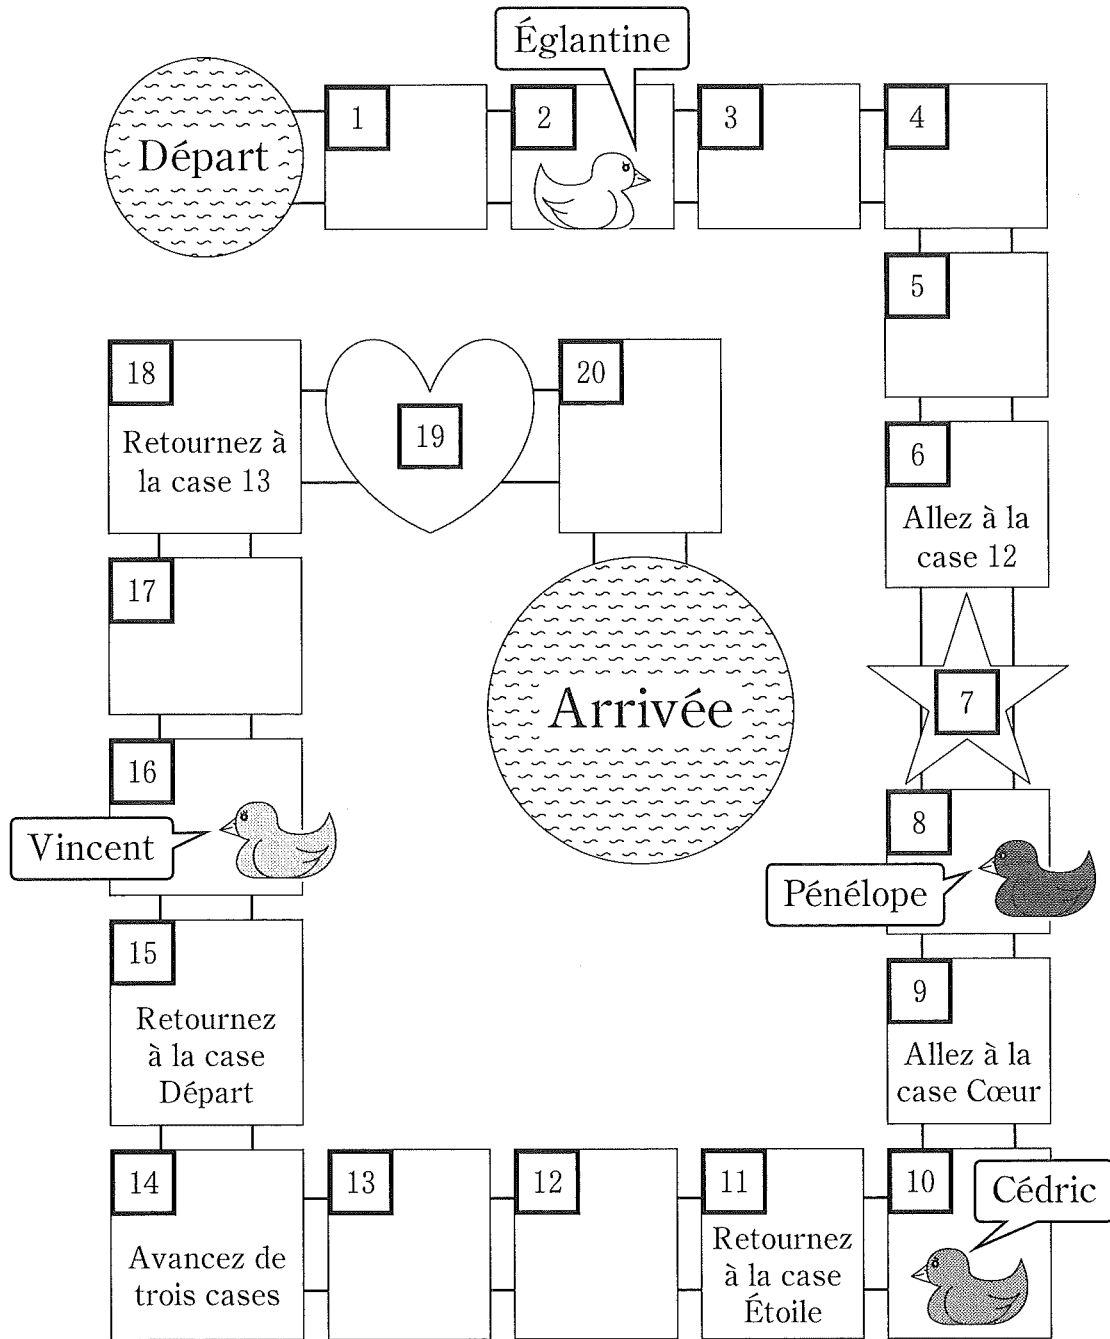 Églantine
Départ
1
2
3
4
5
6
Allez à la
case 12
7
8
Pénélope
9
Allez à la
case Cœur
10
Cédric
11
Retournez
à la case
Étoile
12
13
14
Avancez de
trois cases
15
Retournez
à la case
Départ
16
Vincent
17
18
Retournez à
la case 13
19
20
Arrivée